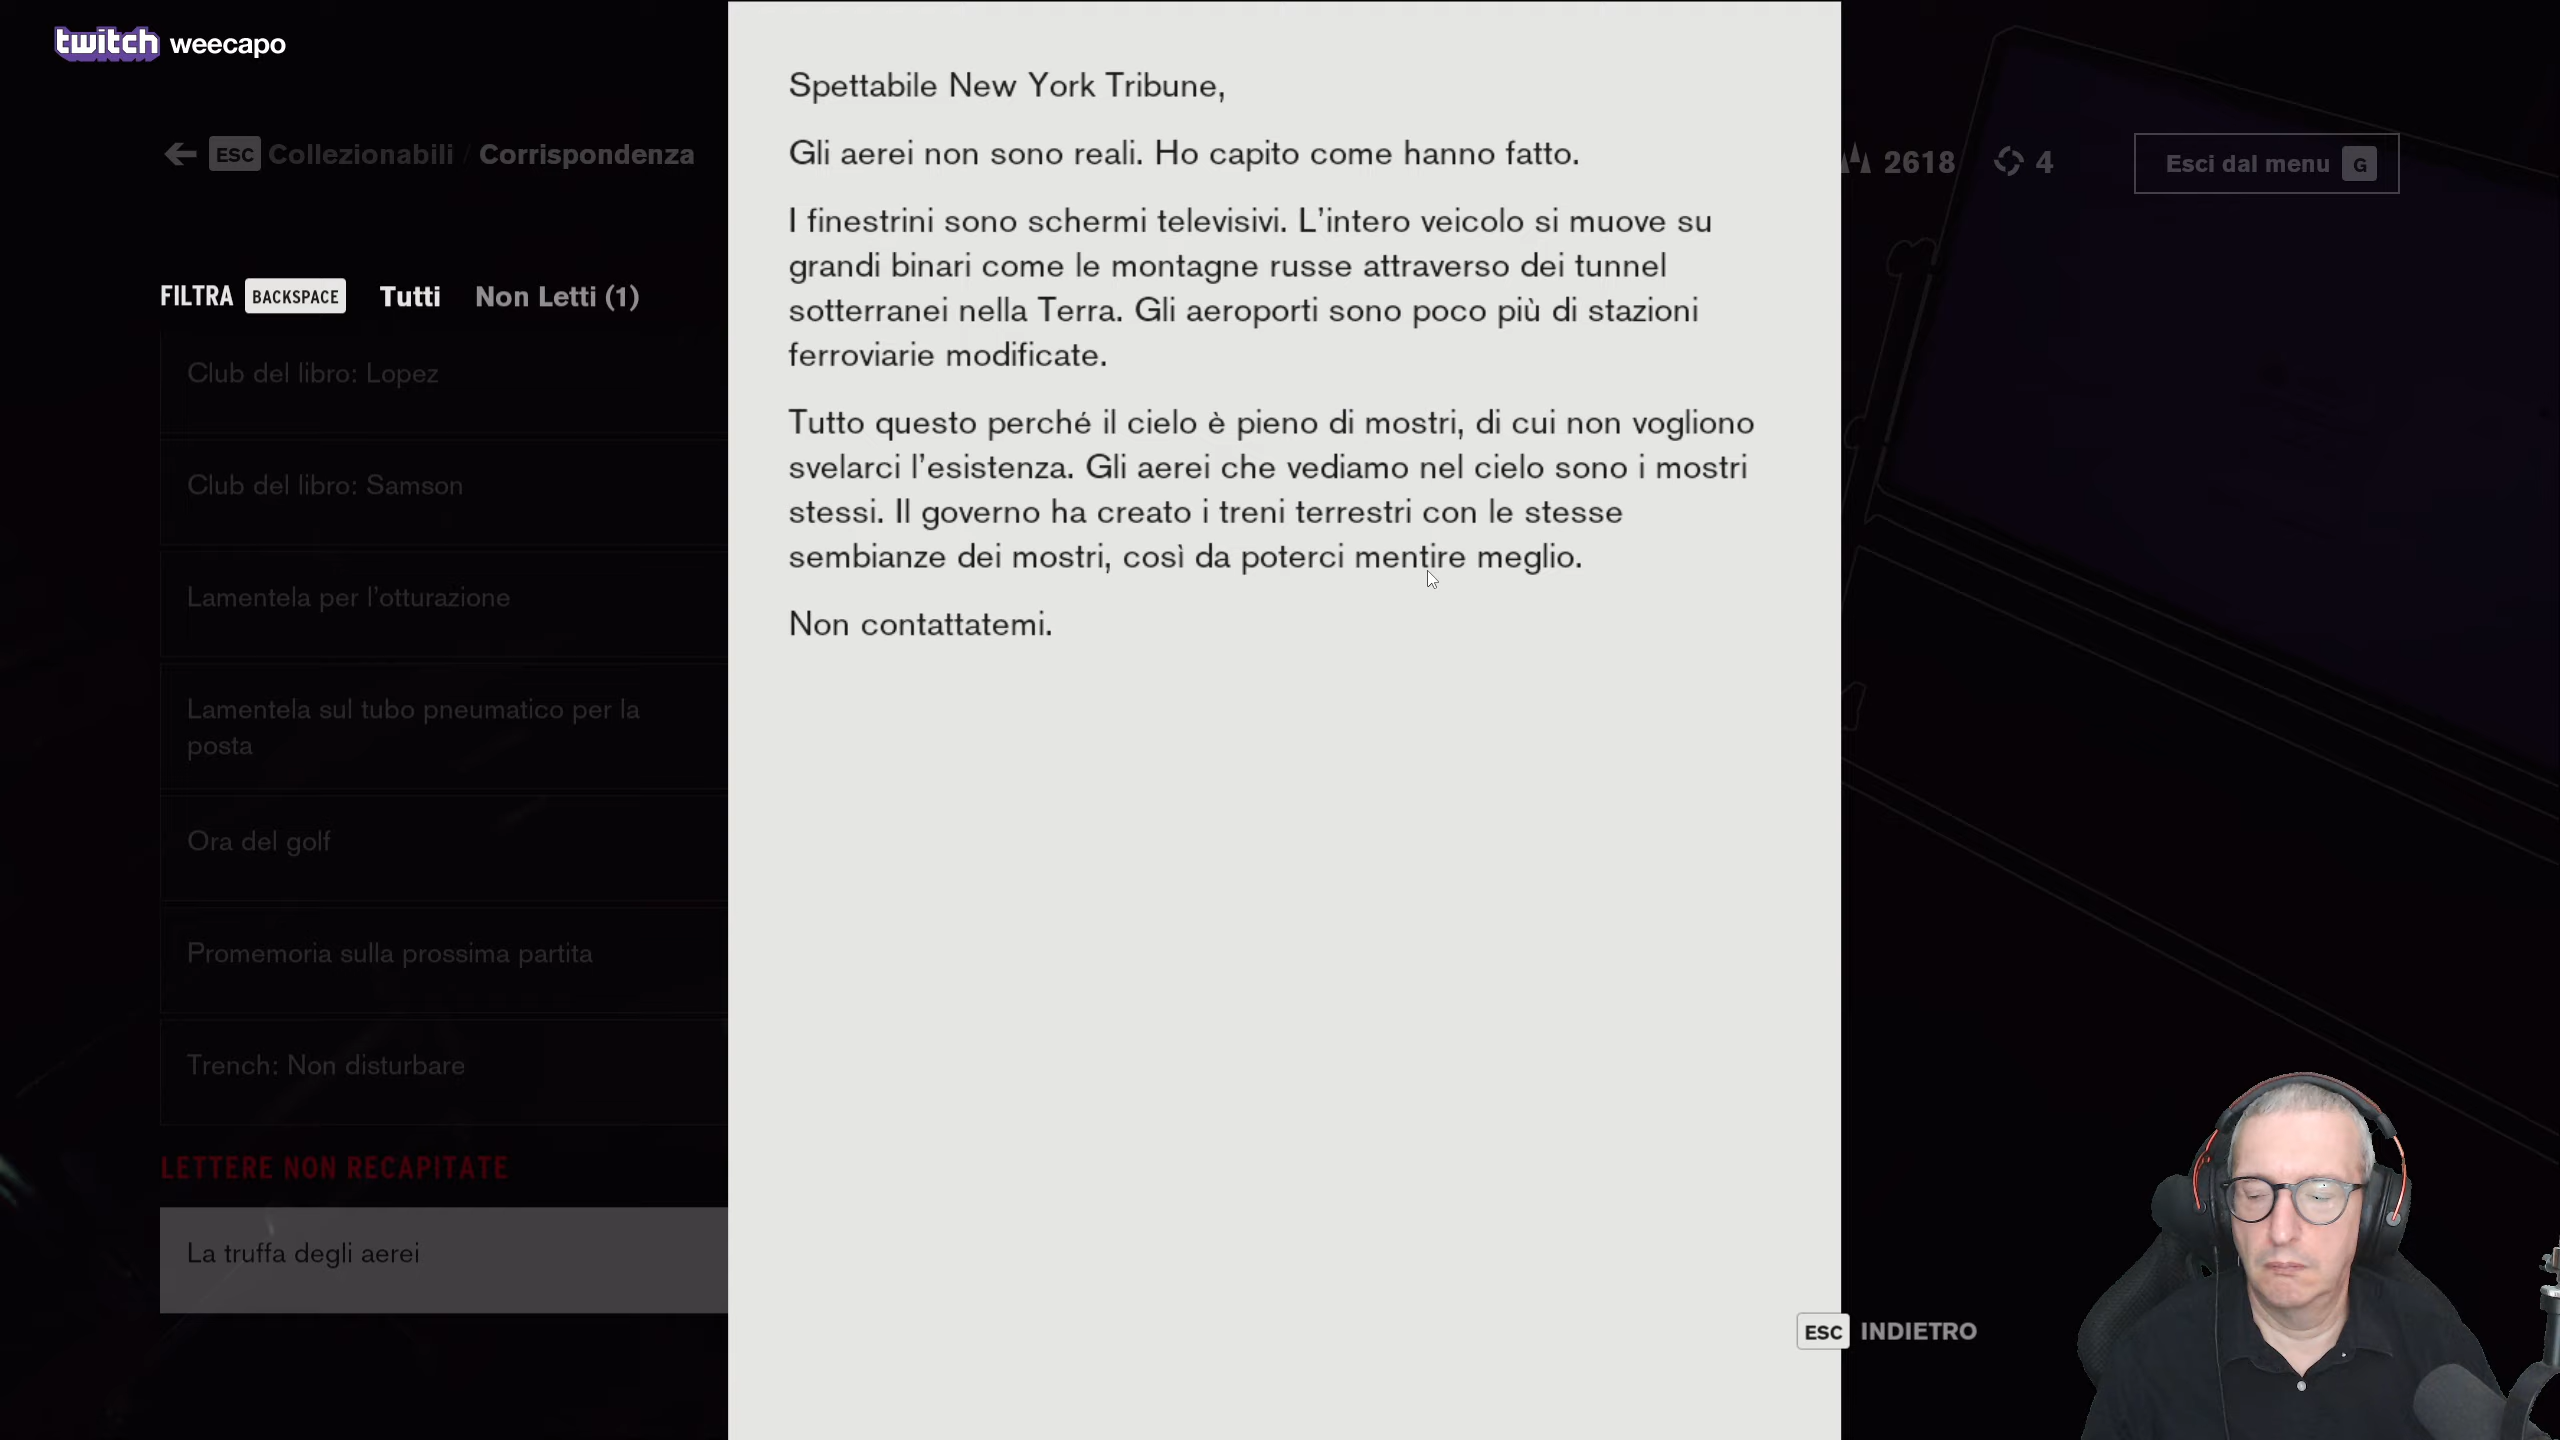 twitch weecapo
ESC Collezionabili / Corrispondenza
2618 4
Esci dal menu G
FILTRA BACKSPACE Tutti Non Letti (1)
Club del libro: Lopez
Club del libro: Samson
Lamentela per l'otturazione
Lamentela sul tubo pneumatico per la
posta
Ora del golf
Promemoria sulla prossima partita
Trench: Non disturbare
LETTERE NON RECAPITATE
La truffa degli aerei
Spettabile New York Tribune,
Gli aerei non sono reali. Ho capito come hanno fatto.
I finestrini sono schermi televisivi. L’intero veicolo si muove su
grandi binari come le montagne russe attraverso dei tunnel
sotterranei nella Terra. Gli aeroporti sono poco più di stazioni
ferroviarie modificate.
Tutto questo perché il cielo è pieno di mostri, di cui non vogliono
svelarci l’esistenza. Gli aerei che vediamo nel cielo sono i mostri
stessi. Il governo ha creato i treni terrestri con le stesse
sembianze dei mostri, così da poterci mentire meglio.
Non contattatemi.
ESC INDIETRO